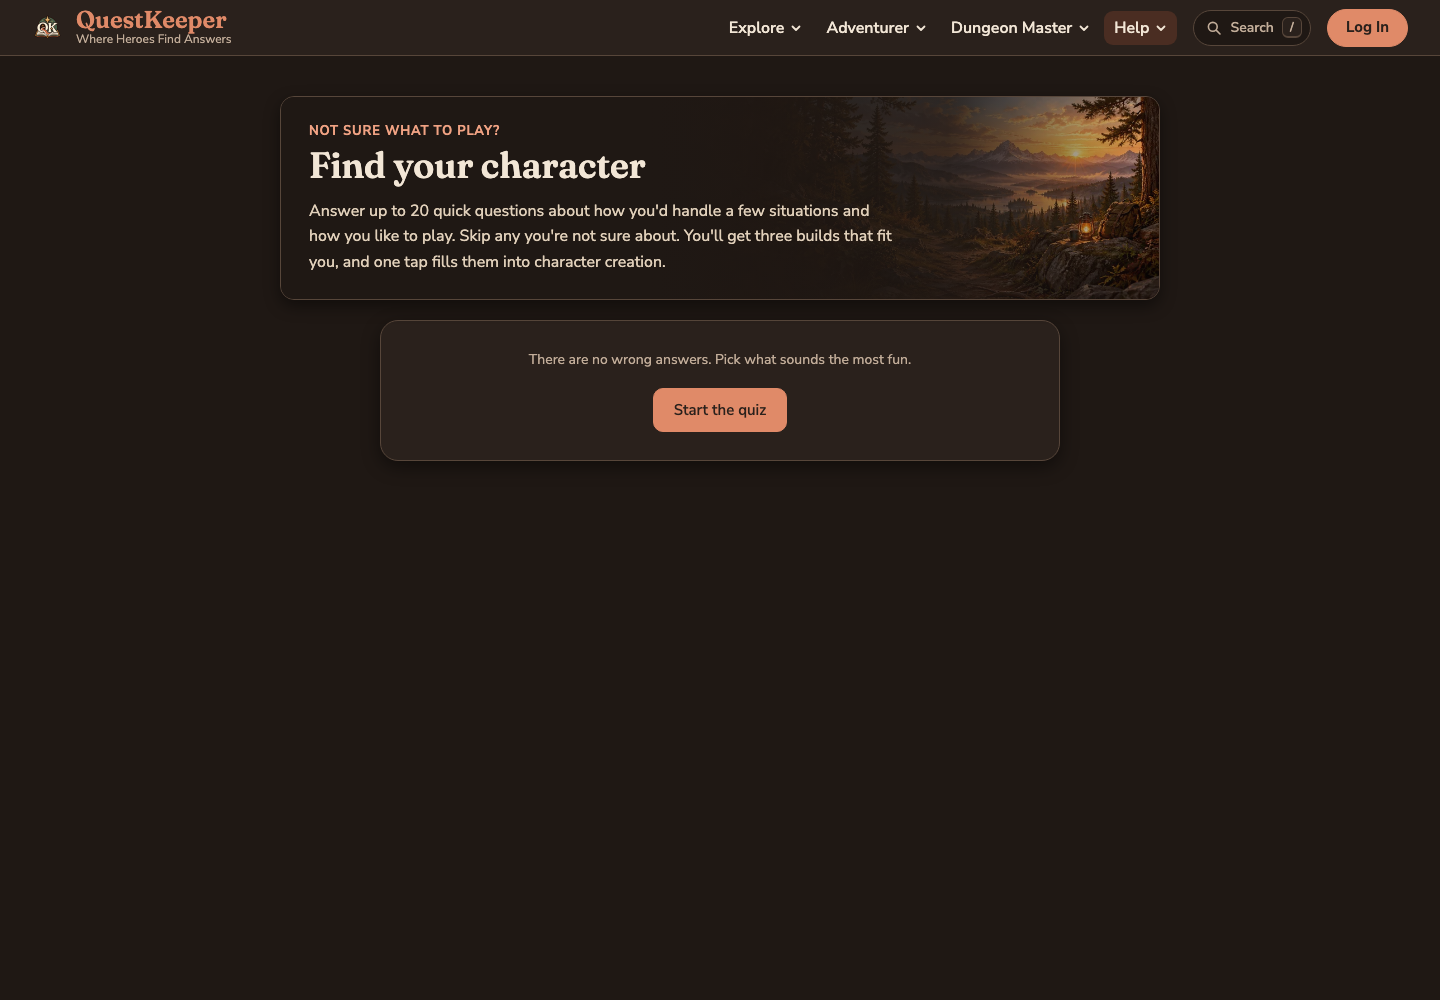 QK
QuestKeeper
Where Heroes Find Answers
Explore
Adventurer
Dungeon Master
Help
Search
/
Log In
NOT SURE WHAT TO PLAY?
Find your character
Answer up to 20 quick questions about how you'd handle a few situations and
how you like to play. Skip any you're not sure about. You'll get three builds that fit
you, and one tap fills them into character creation.
There are no wrong answers. Pick what sounds the most fun.
Start the quiz